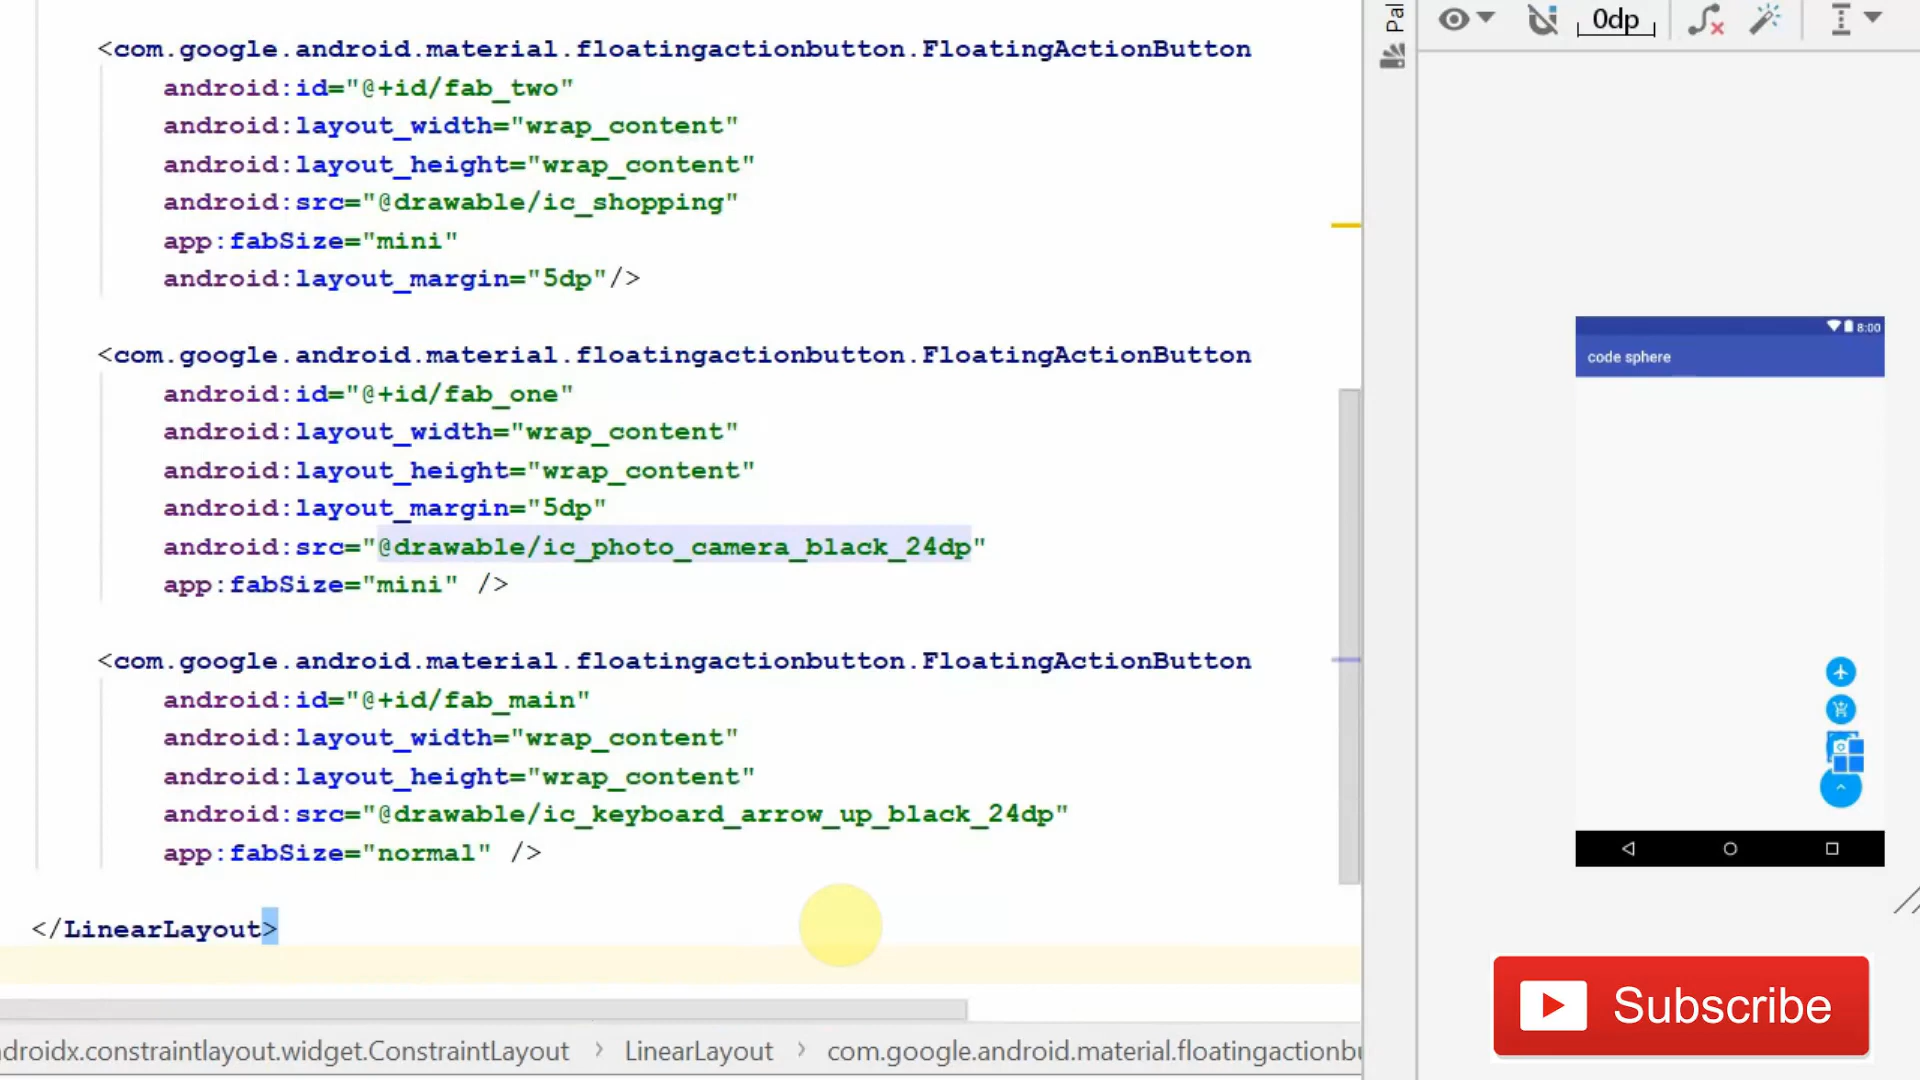 <com.google.android.material.floatingactionbutton.FloatingActionButton
android:id="@+id/fab_two"
android:layout_width="wrap_content"
android:layout_height="wrap_content"
android:src="@drawable/ic_shopping"
app:fabSize="mini"
android:layout_margin="5dp"/>
<com.google.android.material.floatingactionbutton.FloatingActionButton
android:id="@+id/fab_one"
android:layout_width="wrap_content"
android:layout_height="wrap_content"
android:layout_margin="5dp"
android:src="@drawable/ic_photo_camera_black_24dp"
app:fabSize="mini" />
<com.google.android.material.floatingactionbutton.FloatingActionButton
android:id="@+id/fab_main"
android:layout_width="wrap_content"
android:layout_height="wrap_content"
android:src="@drawable/ic_keyboard_arrow_up_black_24dp"
app:fabSize="normal" />
</LinearLayout>
droidx.constraintlayout.widget.ConstraintLayout › LinearLayout › com.google.android.material.floatingactionb
Pal
0dp
8:00
code sphere
Subscribe